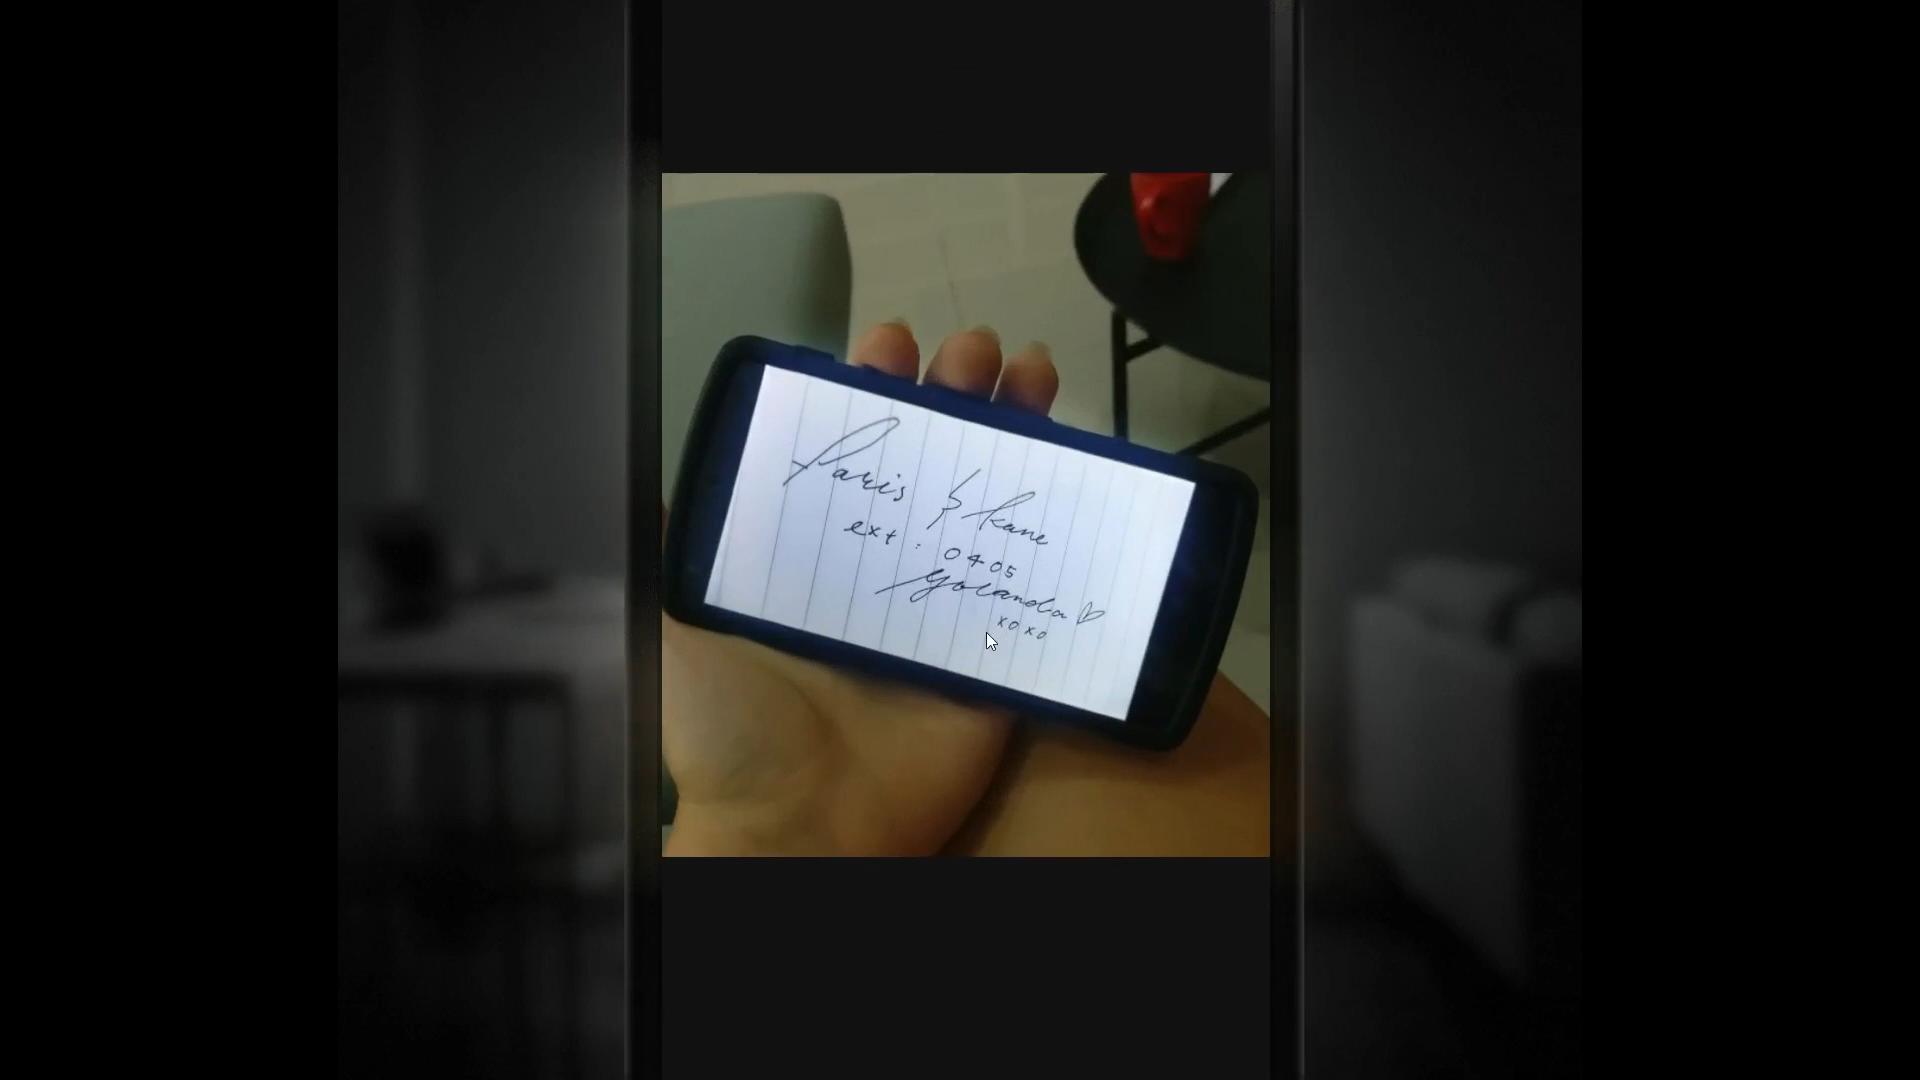 Paris & Kane
ext : 0405
Yolanda ♡
xoxo